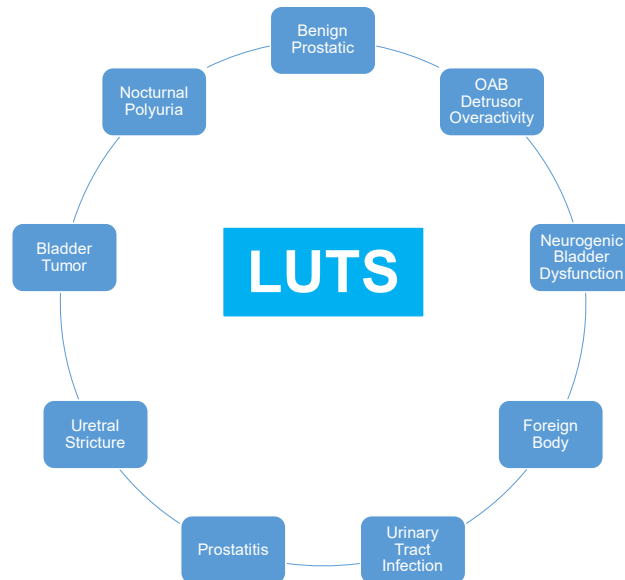 Benign
Prostatic
OAB
Detrusor
Overactivity
Neurogenic
Bladder
Dysfunction
Foreign
Body
Urinary
Tract
Infection
Prostatitis
Uretral
Stricture
Bladder
Tumor
Nocturnal
Polyuria
LUTS